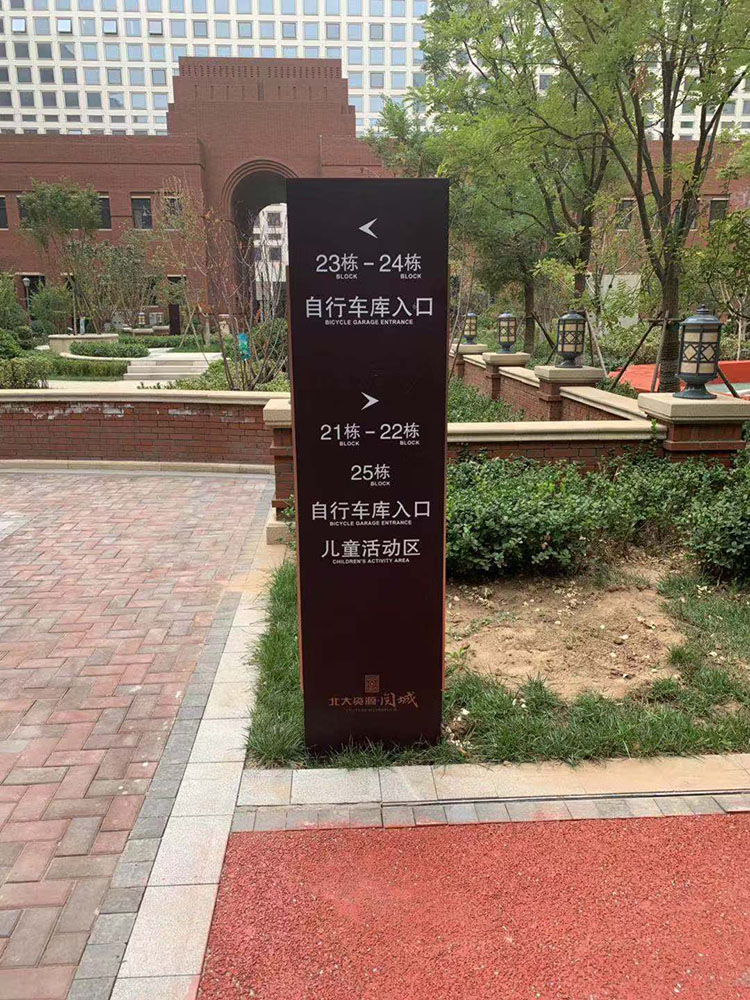 <
23栋-24栋
BLOCK BLOCK
自行车库入口
BICYCLE GARAGE ENTRANCE
>
21栋-22栋
BLOCK BLOCK
25栋
BLOCK
自行车库入口
BICYCLE GARAGE ENTRANCE
儿童活动区
CHILDREN'S ACTIVITY AREA
北大资源·阅城